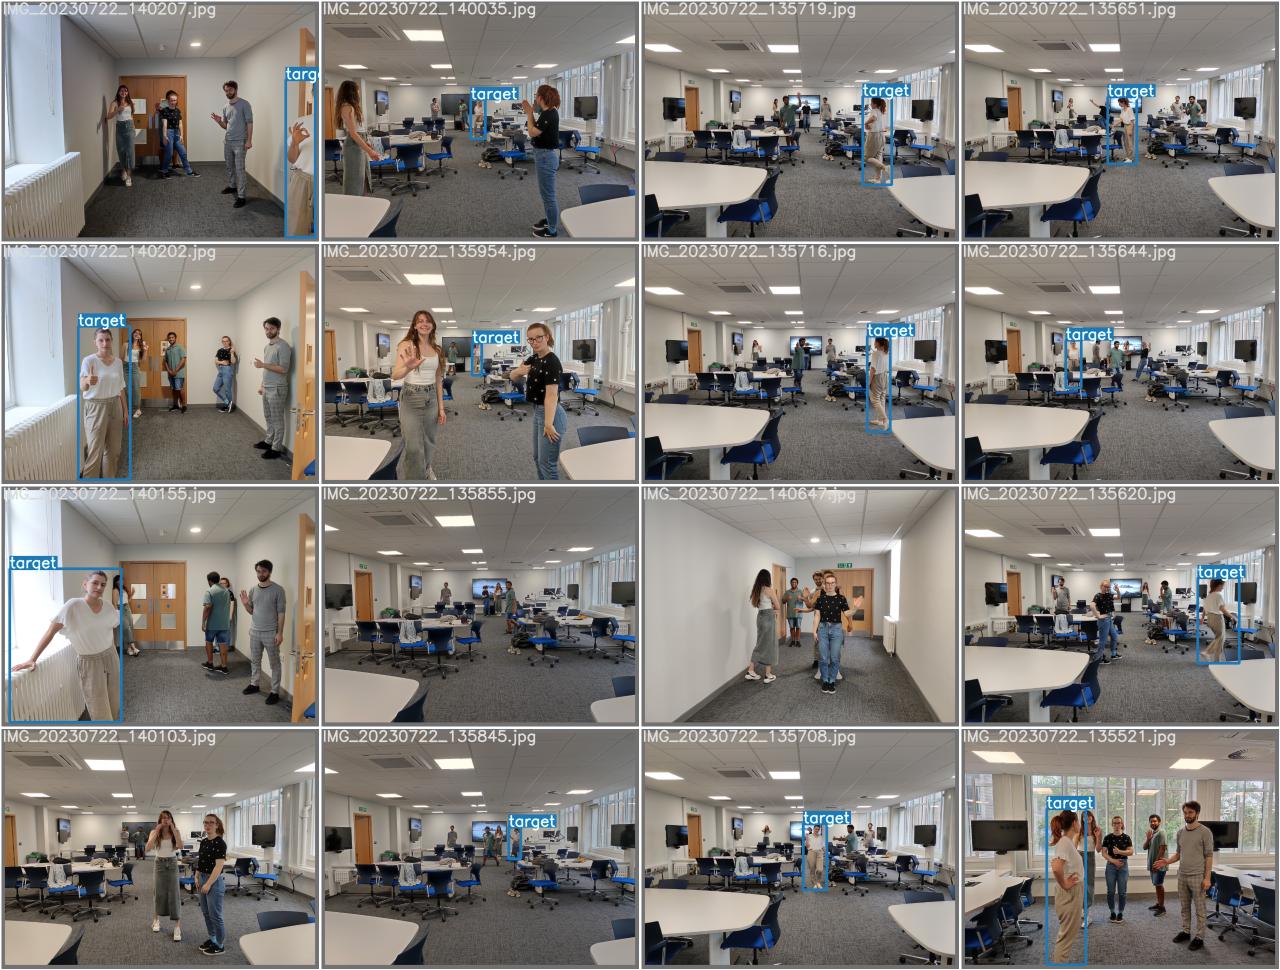 IMG_20230722_140207.jpg
target
IMG_20230722_140035.jpg
target
IMG_20230722_135719.jpg
target
IMG_20230722_135651.jpg
target
IMG_20230722_140202.jpg
target
IMG_20230722_135954.jpg
target
IMG_20230722_135716.jpg
target
IMG_20230722_135644.jpg
target
IMG_20230722_140155.jpg
target
IMG_20230722_135855.jpg
IMG_20230722_140647.jpg
IMG_20230722_135620.jpg
target
IMG_20230722_140103.jpg
IMG_20230722_135845.jpg
target
IMG_20230722_135708.jpg
target
IMG_20230722_135521.jpg
target